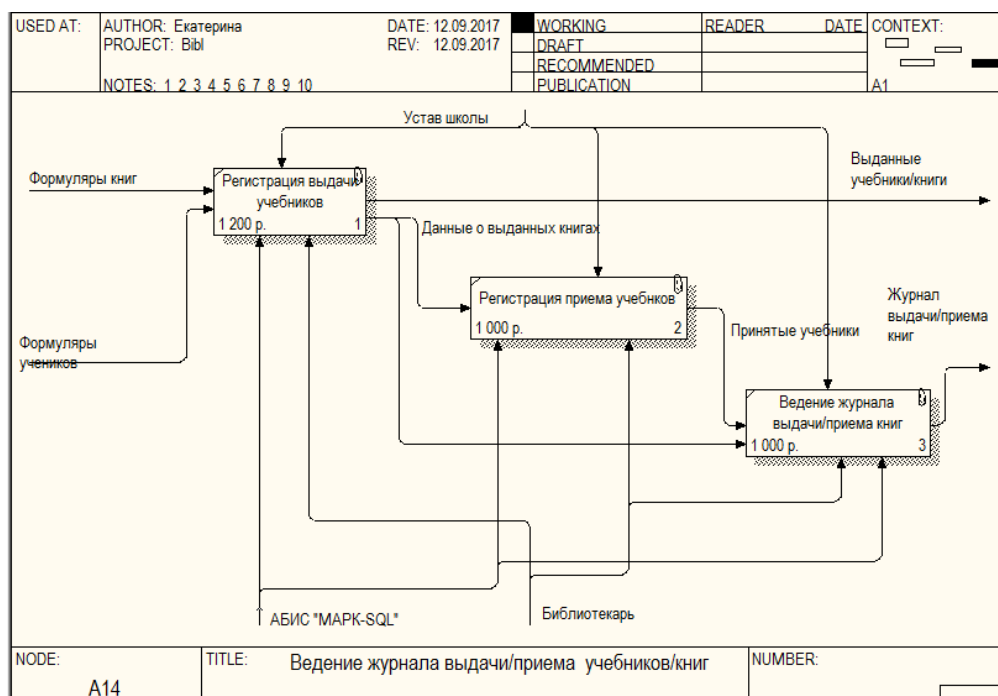 USED AT:
AUTHOR: Екатерина
DATE: 12.09.2017
PROJECT: Bibl
REV: 12.09.2017
NOTES: 1 2 3 4 5 6 7 8 9 10
WORKING
DRAFT
RECOMMENDED
PUBLICATION
READER
DATE
CONTEXT:
A1
Устав школы
Формуляры книг
Регистрация выдачи
учебников
1 200 р.
1
Выданные
учебники/книги
Данные о выданных книгах
Регистрация приема учебнков
1 000 р.
2
Журнал
выдачи/приема
книг
Принятые учебники
Формуляры
учеников
Ведение журнала
выдачи/приема книг
1 000 р.
3
АБИС "МАРК-SQL"
Библиотекарь
NODE:
A14
TITLE:
Ведение журнала выдачи/приема учебников/книг
NUMBER: